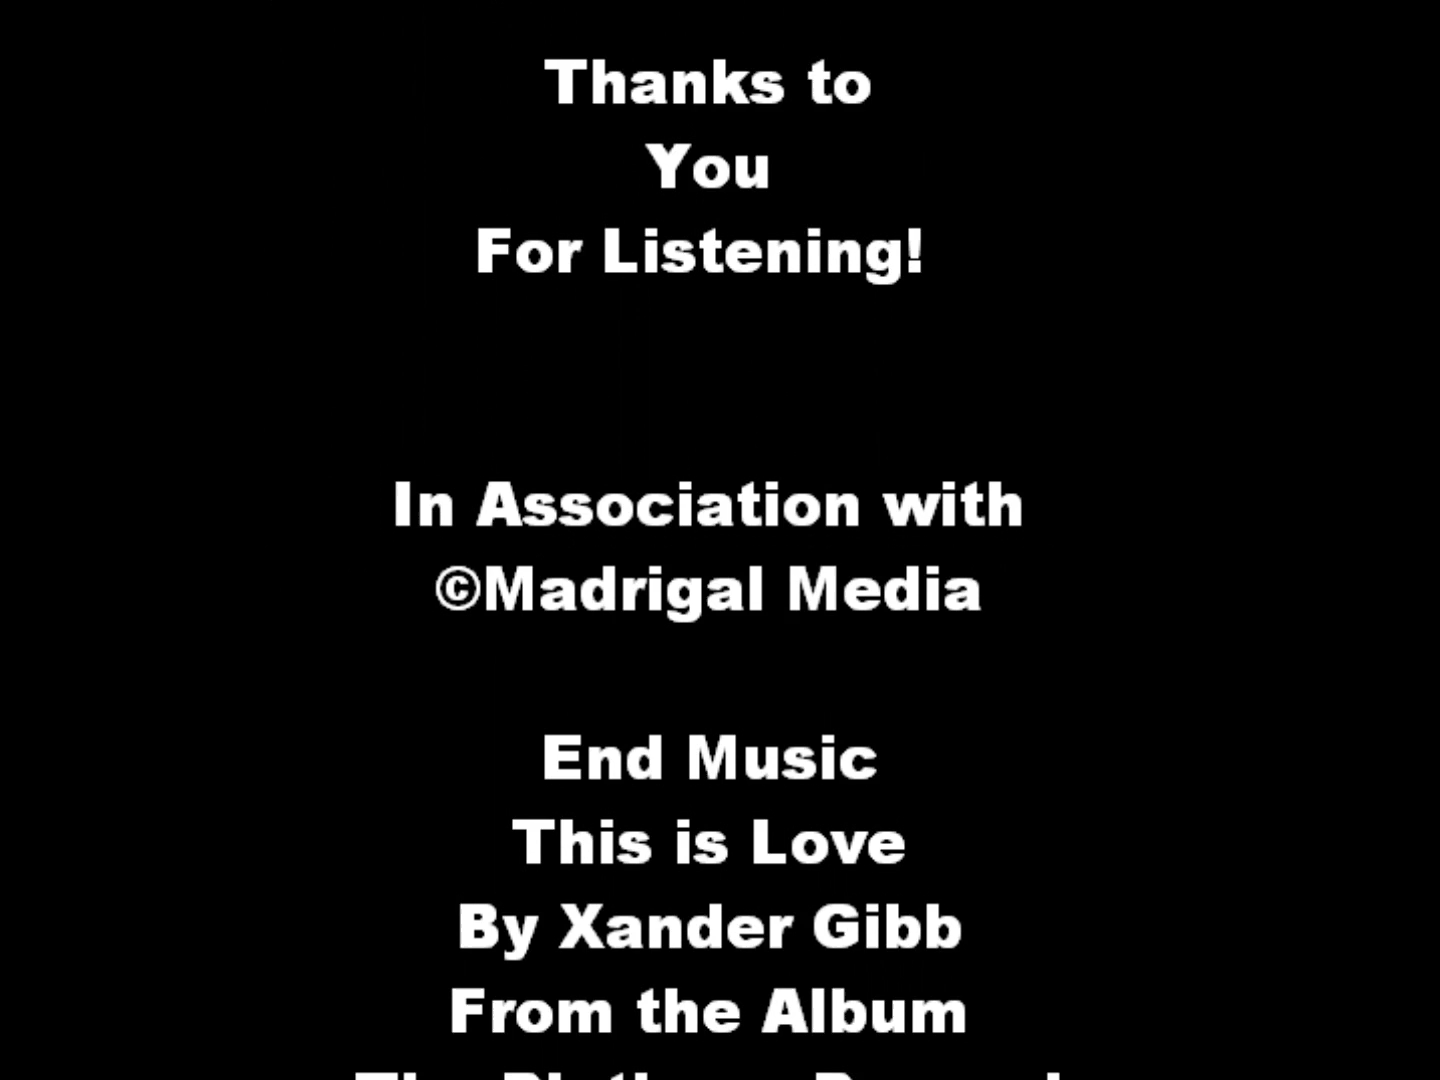 Thanks to
You
For Listening!
In Association with
©Madrigal Media
End Music
This is Love
By Xander Gibb
From the Album